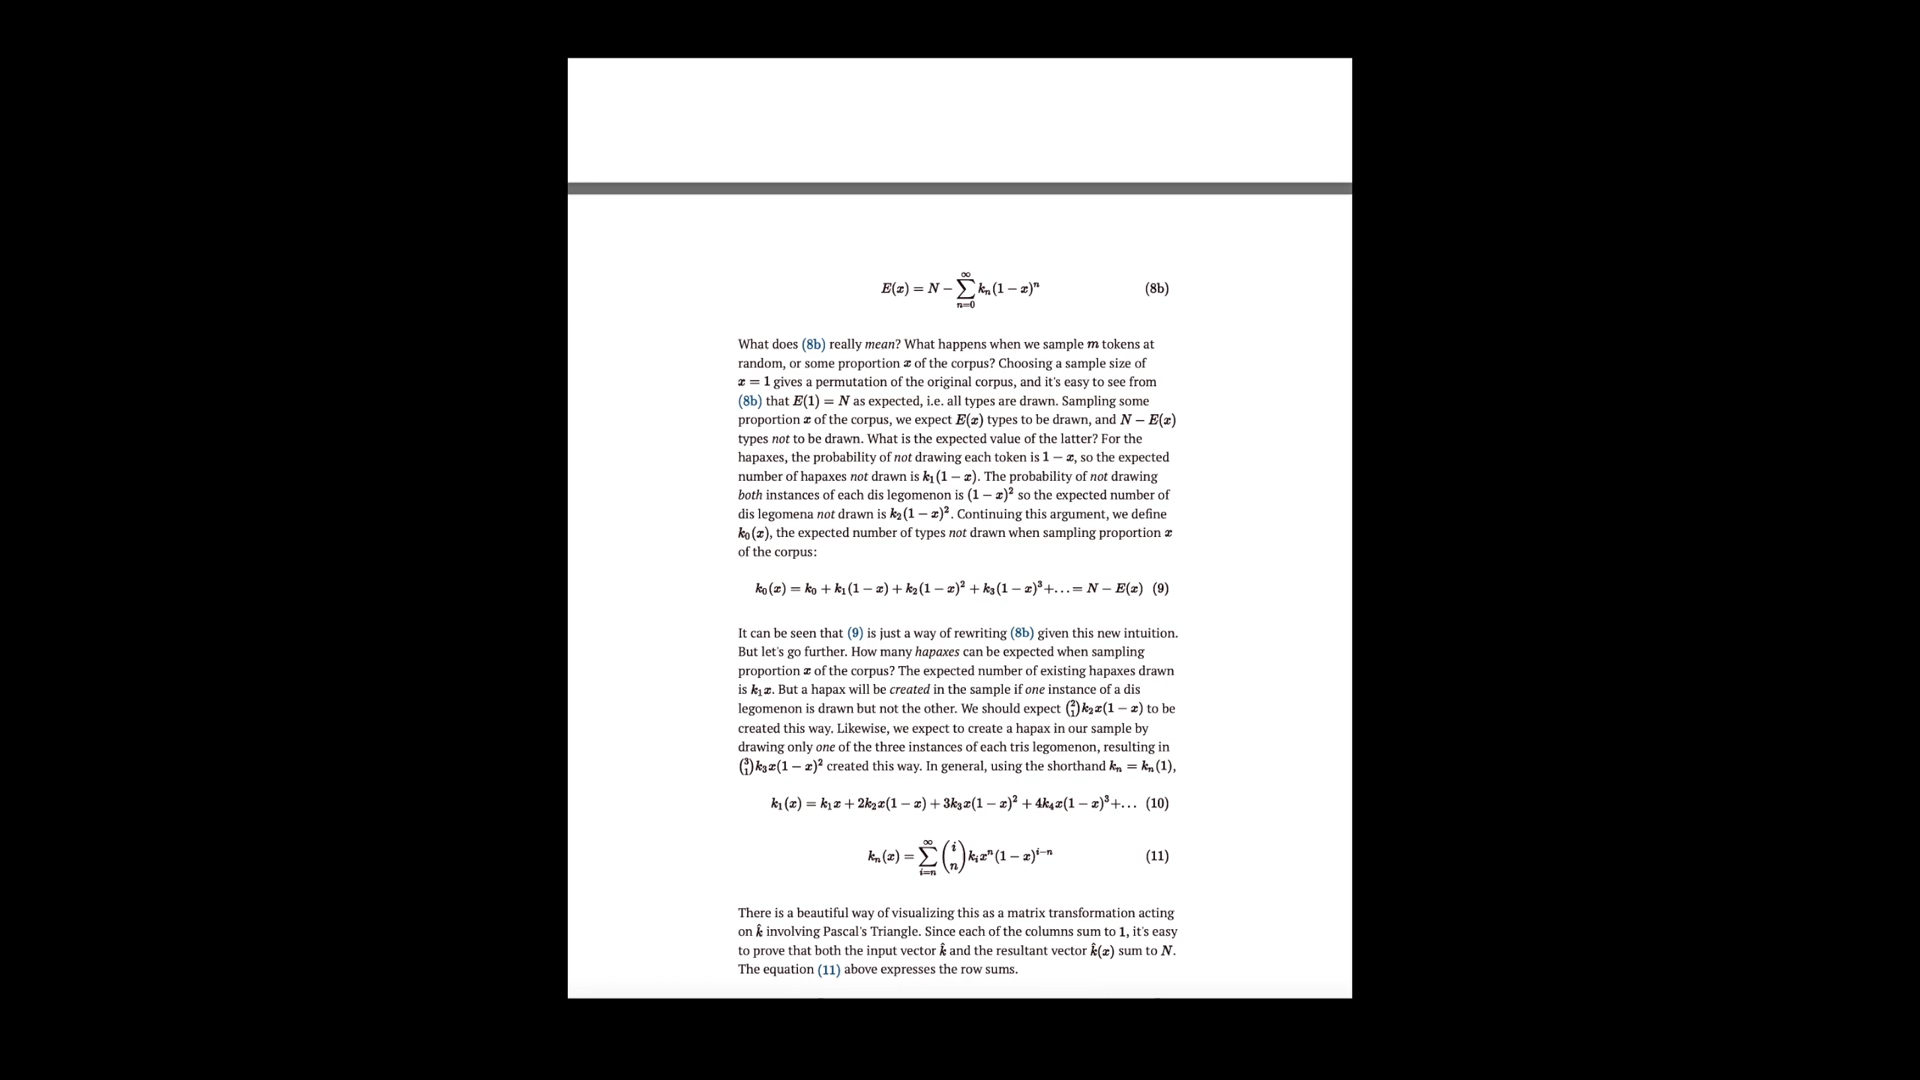 E(x) = N − ∑_{n=0}^{∞} k_n(1 − x)^n (8b)
What does (8b) really mean? What happens when we sample m tokens at
random, or some proportion x of the corpus? Choosing a sample size of
x = 1 gives a permutation of the original corpus, and it's easy to see from
(8b) that E(1) = N as expected, i.e. all types are drawn. Sampling some
proportion x of the corpus, we expect E(x) types to be drawn, and N − E(x)
types not to be drawn. What is the expected value of the latter? For the
hapaxes, the probability of not drawing each token is 1 − x, so the expected
number of hapaxes not drawn is k₁(1 − x). The probability of not drawing
both instances of each dis legomenon is (1 − x)² so the expected number of
dis legomena not drawn is k₂(1 − x)². Continuing this argument, we define
k₀(x), the expected number of types not drawn when sampling proportion x
of the corpus:
k₀(x) = k₀ + k₁(1 − x) + k₂(1 − x)² + k₃(1 − x)³+... = N − E(x) (9)
It can be seen that (9) is just a way of rewriting (8b) given this new intuition.
But let's go further. How many hapaxes can be expected when sampling
proportion x of the corpus? The expected number of existing hapaxes drawn
is k₁x. But a hapax will be created in the sample if one instance of a dis
legomenon is drawn but not the other. We should expect (2 1)k₂x(1 − x) to be
created this way. Likewise, we expect to create a hapax in our sample by
drawing only one of the three instances of each tris legomenon, resulting in
(3 1)k₃x(1 − x)² created this way. In general, using the shorthand k_n = k_n(1),
k₁(x) = k₁x + 2k₂x(1 − x) + 3k₃x(1 − x)² + 4k₄x(1 − x)³+... (10)
k_n(x) = ∑_{i=n}^{∞} (i n) k_i x^n (1 − x)^{i−n} (11)
There is a beautiful way of visualizing this as a matrix transformation acting
on k̂ involving Pascal's Triangle. Since each of the columns sum to 1, it's easy
to prove that both the input vector k̂ and the resultant vector k̂(x) sum to N.
The equation (11) above expresses the row sums.